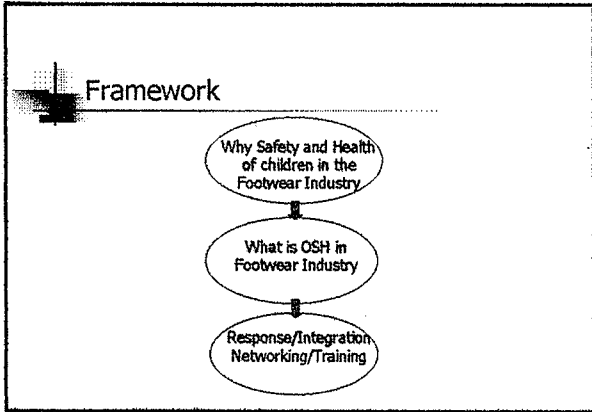 Framework
Why Safety and Health
of children in the
Footwear Industry
What is OSH in
Footwear Industry
Response/Integration
Networking/Training